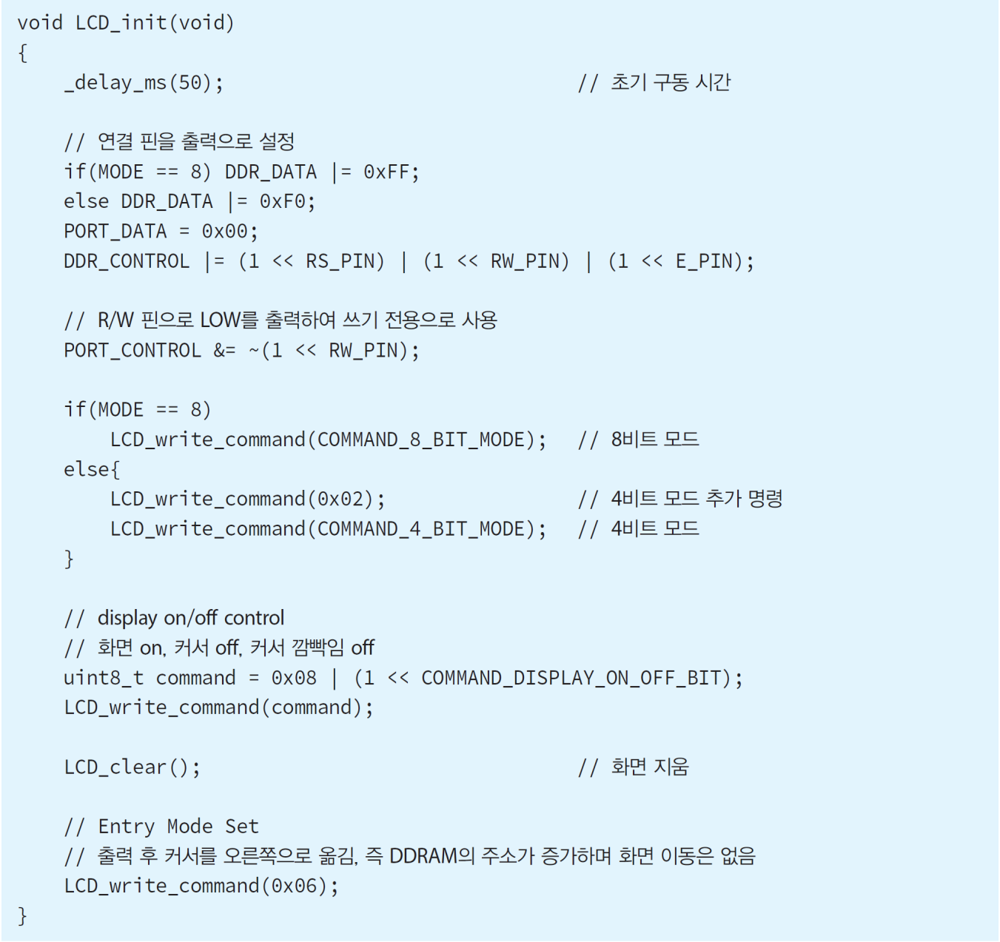 void LCD_init(void)
{
    _delay_ms(50);                               // 초기 구동 시간

    // 연결 핀을 출력으로 설정
    if(MODE == 8) DDR_DATA |= 0xFF;
    else DDR_DATA |= 0xF0;
    PORT_DATA = 0x00;
    DDR_CONTROL |= (1 << RS_PIN) | (1 << RW_PIN) | (1 << E_PIN);

    // R/W 핀으로 LOW를 출력하여 쓰기 전용으로 사용
    PORT_CONTROL &= ~(1 << RW_PIN);

    if(MODE == 8)
        LCD_write_command(COMMAND_8_BIT_MODE);   // 8비트 모드
    else{
        LCD_write_command(0x02);                 // 4비트 모드 추가 명령
        LCD_write_command(COMMAND_4_BIT_MODE);   // 4비트 모드
    }

    // display on/off control
    // 화면 on, 커서 off, 커서 깜빡임 off
    uint8_t command = 0x08 | (1 << COMMAND_DISPLAY_ON_OFF_BIT);
    LCD_write_command(command);

    LCD_clear();                                 // 화면 지움

    // Entry Mode Set
    // 출력 후 커서를 오른쪽으로 옮김, 즉 DDRAM의 주소가 증가하며 화면 이동은 없음
    LCD_write_command(0x06);
}